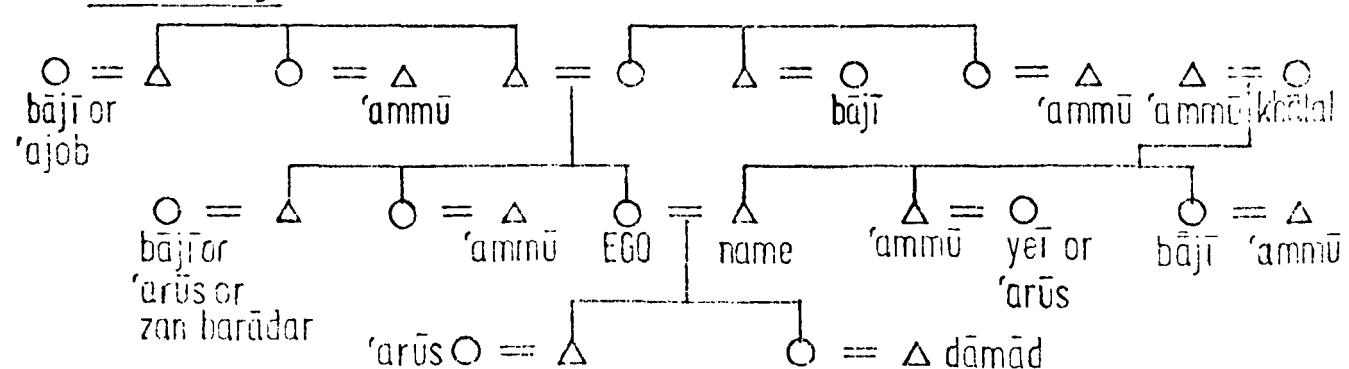 bājī or
'ajob
'ammū
bājī
'ammū
'ammū
khālal
bājī or
'arūs or
zan barādar
'ammū
EGO
name
'ammū
yeī or
'arūs
bājī
'ammū
'arūs
dāmād